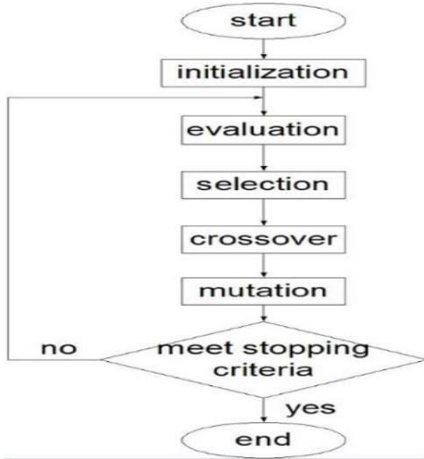 start
initialization
evaluation
selection
crossover
mutation
meet stopping
criteria
no
yes
end